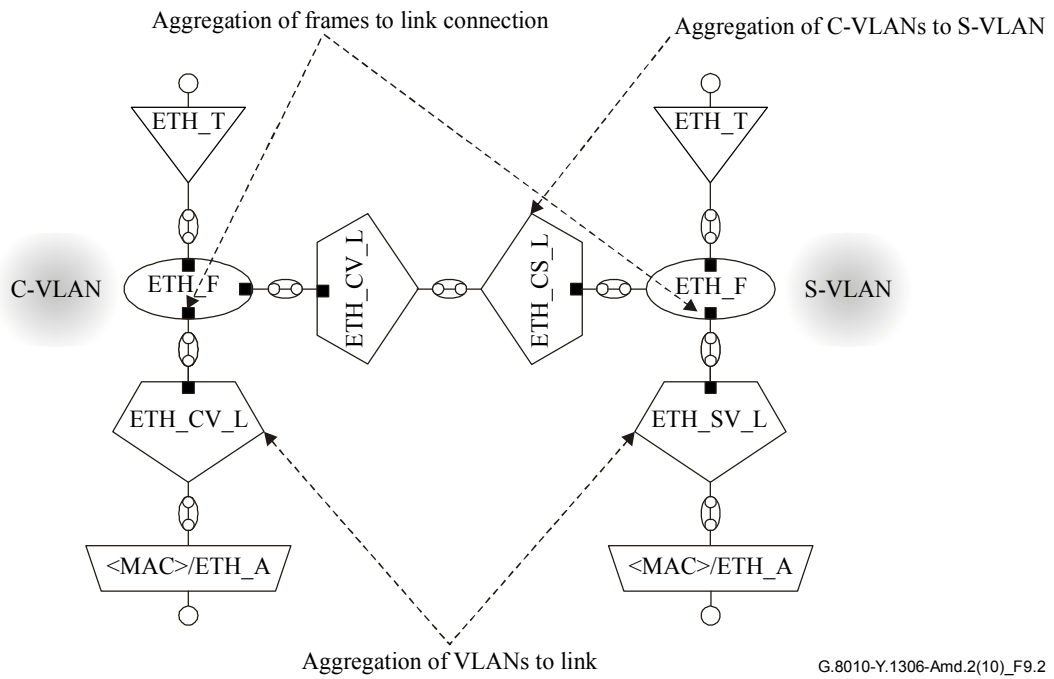 Aggregation of frames to link connection
Aggregation of C-VLANs to S-VLAN
ETH_T
ETH_T
C-VLAN
ETH_F
ETH_CV_L
ETH_CS_L
ETH_F
S-VLAN
ETH_CV_L
ETH_SV_L
<MAC>/ETH_A
<MAC>/ETH_A
Aggregation of VLANs to link
G.8010-Y.1306-Amd.2(10)_F9.2